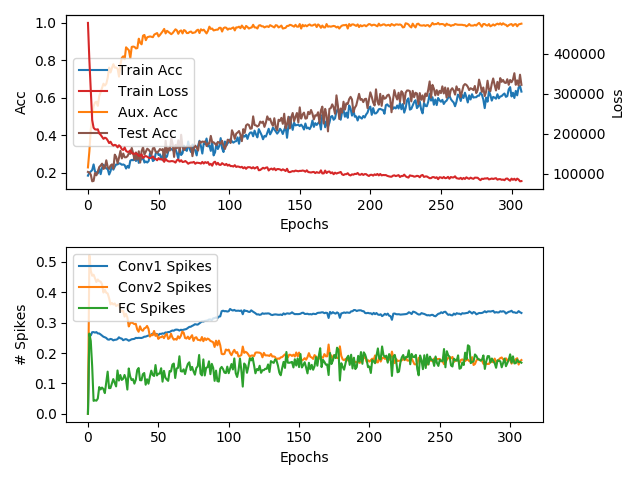 1.0
0.8
0.6
0.4
0.2
Acc
Train Acc
Train Loss
Aux. Acc
Test Acc
400000
300000
200000
100000
Loss
0 50 100 150 200 250 300
Epochs
0.5
0.4
0.3
0.2
0.1
0.0
# Spikes
Conv1 Spikes
Conv2 Spikes
FC Spikes
0 50 100 150 200 250 300
Epochs